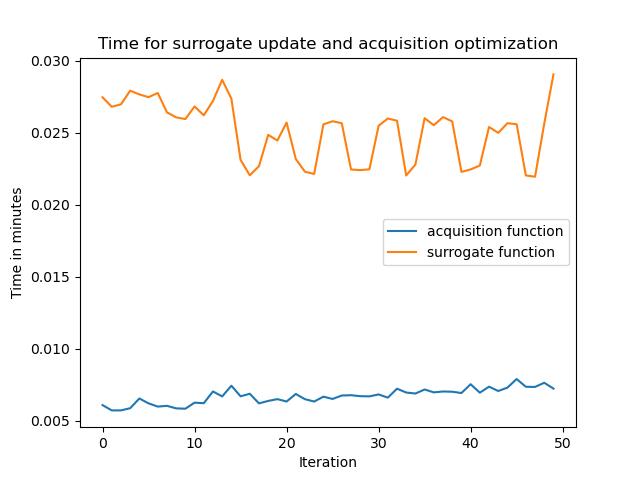 Time for surrogate update and acquisition optimization
0.030
0.025
0.020
0.015
0.010
0.005
Time in minutes
acquisition function
surrogate function
0 10 20 30 40 50
Iteration